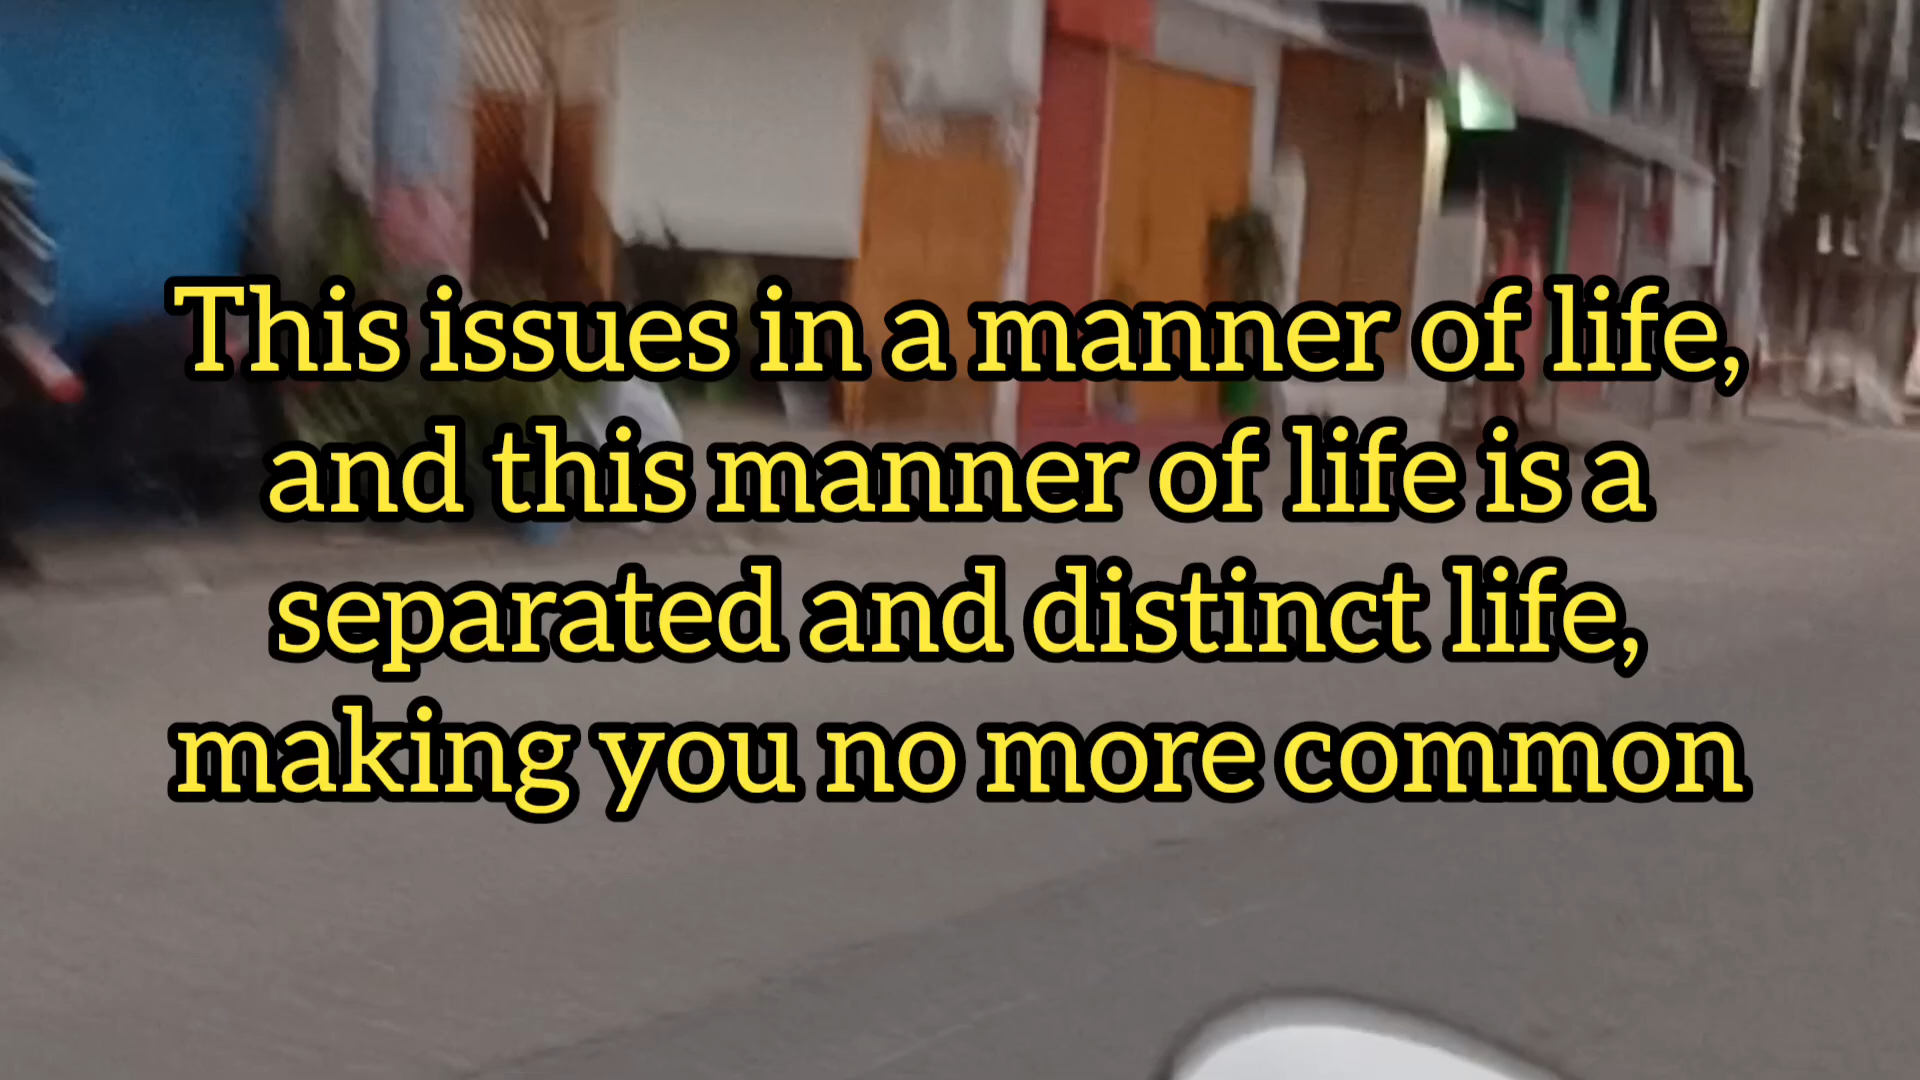 This issues in a manner of life,
and this manner of life is a
separated and distinct life,
making you no more common